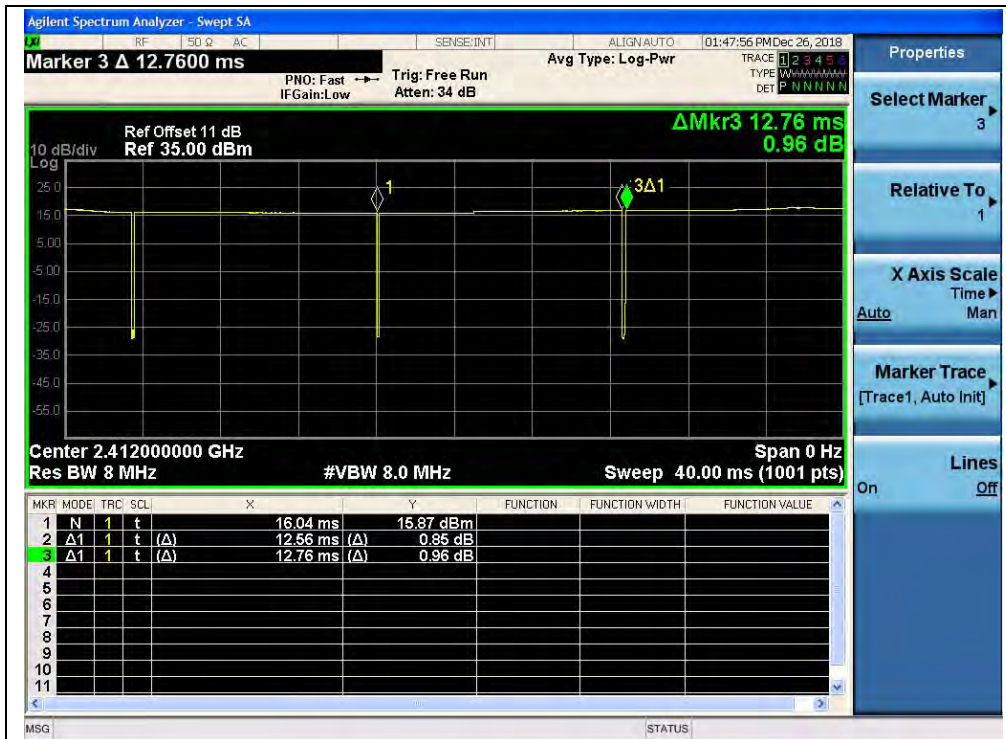 Agilent Spectrum Analyzer - Swept SA
LXI RF 50 Ω AC SENSE:INT ALIGN AUTO 01:47:56 PM Dec 26, 2018
Marker 3 Δ 12.7600 ms
PNO: Fast
IFGain:Low
Trig: Free Run
Atten: 34 dB
Avg Type: Log-Pwr
TRACE 1 2 3 4 5 6
TYPE W
DET P N N N N N
ΔMkr3 12.76 ms
0.96 dB
Ref Offset 11 dB
10 dB/div Ref 35.00 dBm
Log
25.0
15.0
5.00
-5.00
-15.0
-25.0
-35.0
-45.0
-55.0
1
3Δ1
Center 2.412000000 GHz Span 0 Hz
Res BW 8 MHz #VBW 8.0 MHz Sweep 40.00 ms (1001 pts)
MKR MODE TRC SCL X Y FUNCTION FUNCTION WIDTH FUNCTION VALUE
1 N 1 t 16.04 ms 15.87 dBm
2 Δ1 1 t (Δ) 12.56 ms (Δ) 0.85 dB
3 Δ1 1 t (Δ) 12.76 ms (Δ) 0.96 dB
4
5
6
7
8
9
10
11
MSG STATUS
Properties
Select Marker
3
Relative To
1
X Axis Scale
Time
Auto Man
Marker Trace
[Trace1, Auto Init]
Lines
On Off